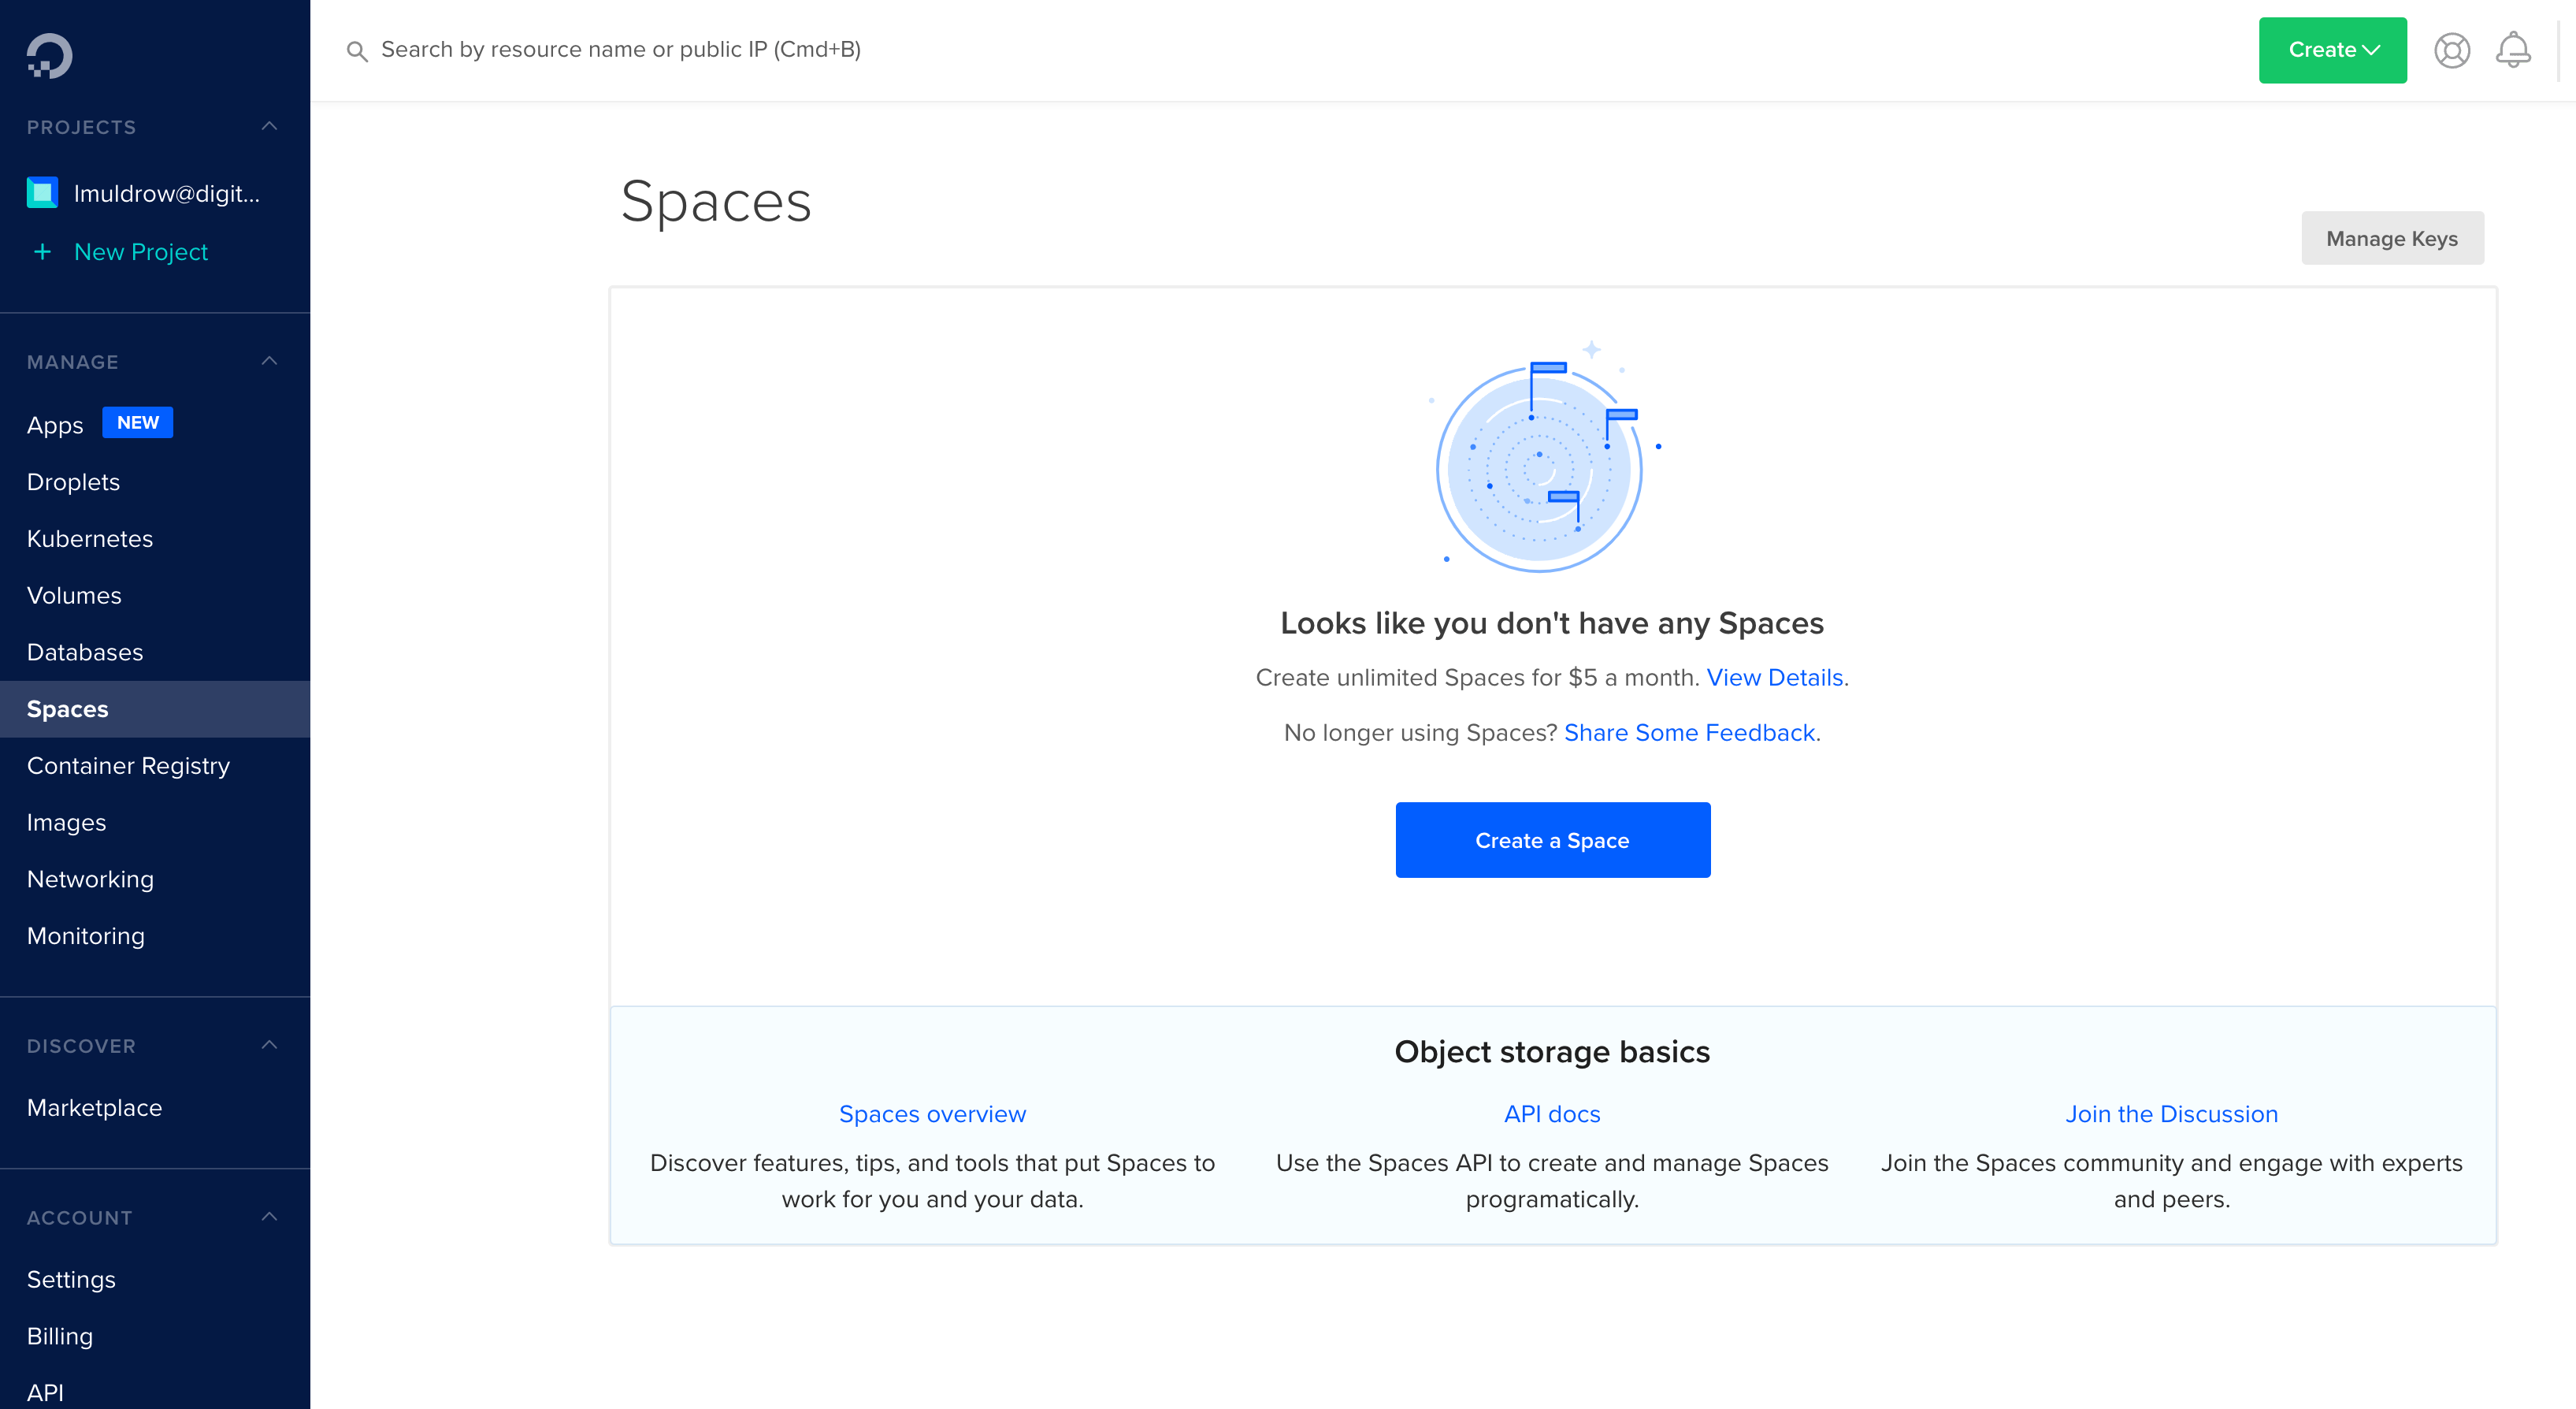 Search by resource name or public IP (Cmd+B)
Create
PROJECTS
lmuldrow@digit...
+ New Project
MANAGE
Apps NEW
Droplets
Kubernetes
Volumes
Databases
Spaces
Container Registry
Images
Networking
Monitoring
DISCOVER
Marketplace
ACCOUNT
Settings
Billing
API
Spaces
Manage Keys
Looks like you don't have any Spaces
Create unlimited Spaces for $5 a month. View Details.
No longer using Spaces? Share Some Feedback.
Create a Space
Object storage basics
Spaces overview
Discover features, tips, and tools that put Spaces to
work for you and your data.
API docs
Use the Spaces API to create and manage Spaces
programatically.
Join the Discussion
Join the Spaces community and engage with experts
and peers.